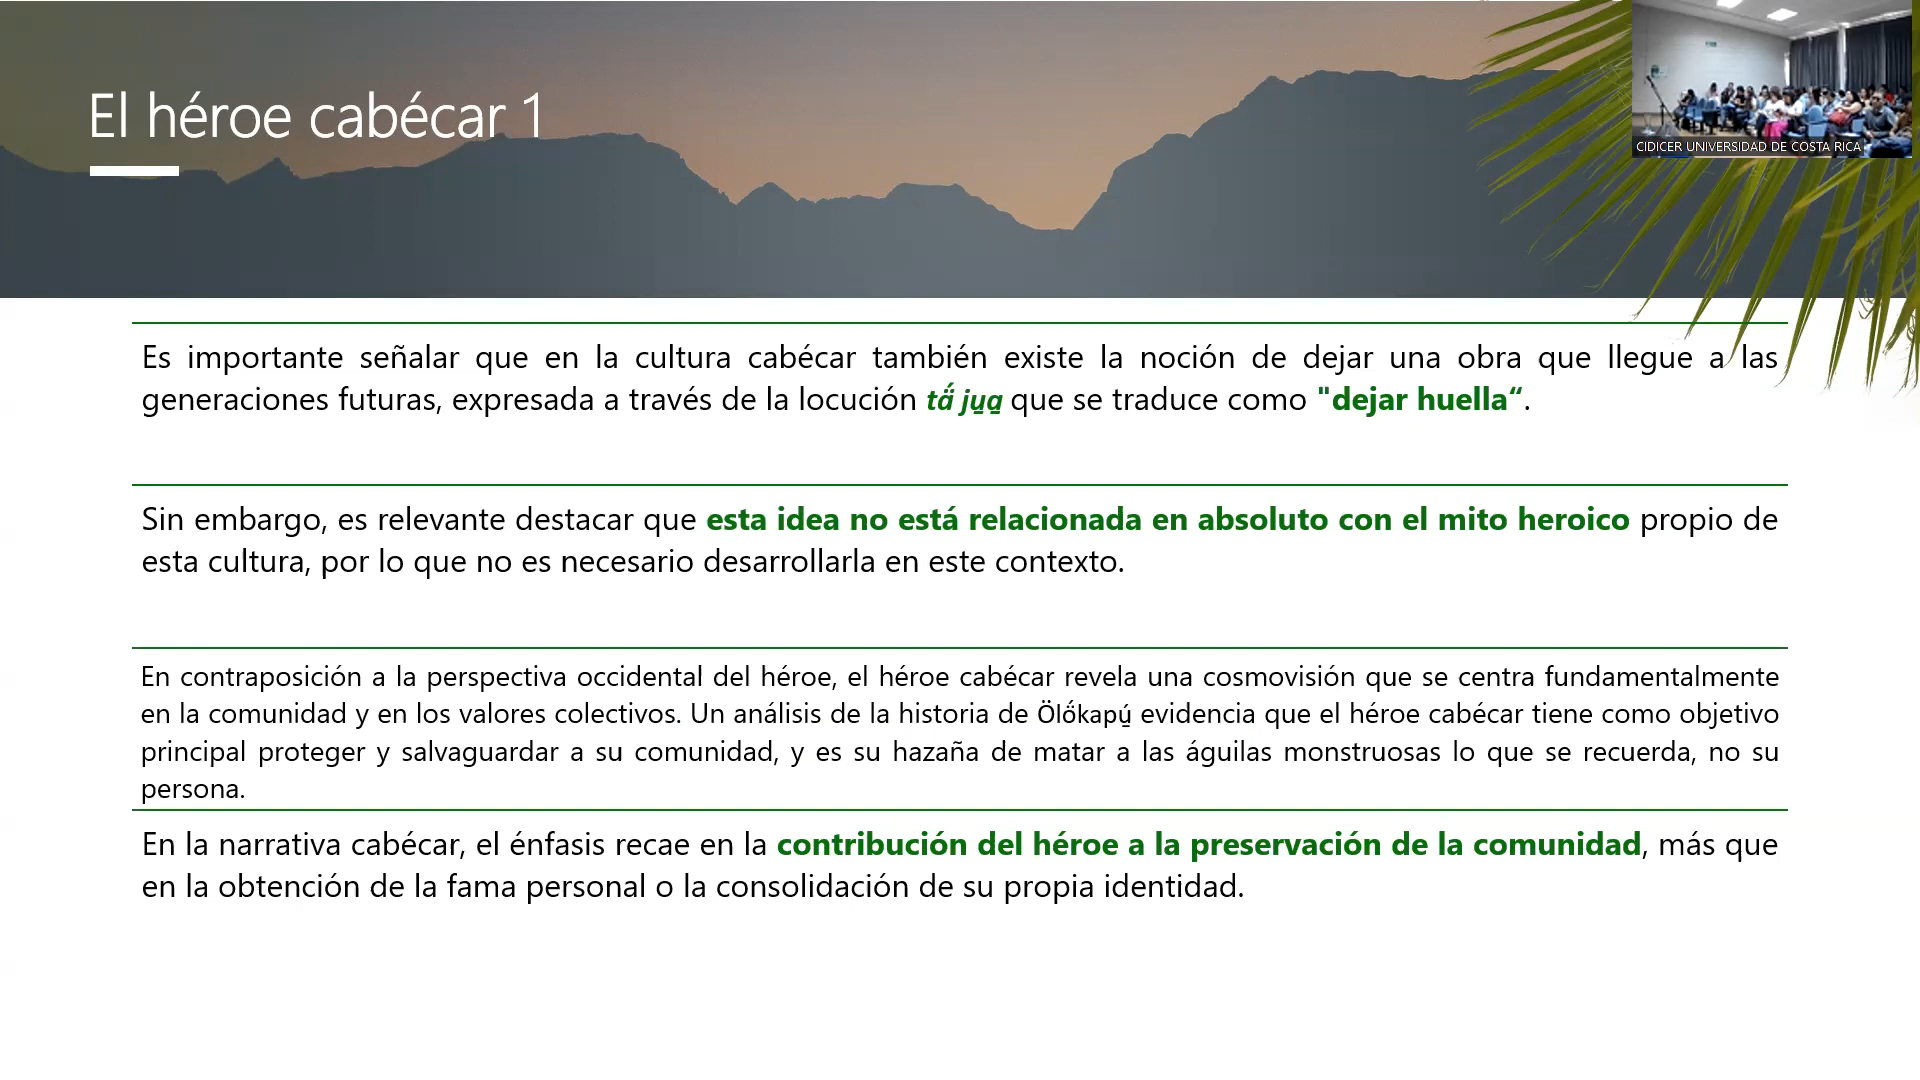 El héroe cabécar 1
CIDICER UNIVERSIDAD DE COSTA RICA
Es importante señalar que en la cultura cabécar también existe la noción de dejar una obra que llegue a las
generaciones futuras, expresada a través de la locución tä́ ju̱a̱ que se traduce como "dejar huella“.
Sin embargo, es relevante destacar que esta idea no está relacionada en absoluto con el mito heroico propio de
esta cultura, por lo que no es necesario desarrollarla en este contexto.
En contraposición a la perspectiva occidental del héroe, el héroe cabécar revela una cosmovisión que se centra fundamentalmente
en la comunidad y en los valores colectivos. Un análisis de la historia de Ölö́kapú̱ evidencia que el héroe cabécar tiene como objetivo
principal proteger y salvaguardar a su comunidad, y es su hazaña de matar a las águilas monstruosas lo que se recuerda, no su
persona.
En la narrativa cabécar, el énfasis recae en la contribución del héroe a la preservación de la comunidad, más que
en la obtención de la fama personal o la consolidación de su propia identidad.